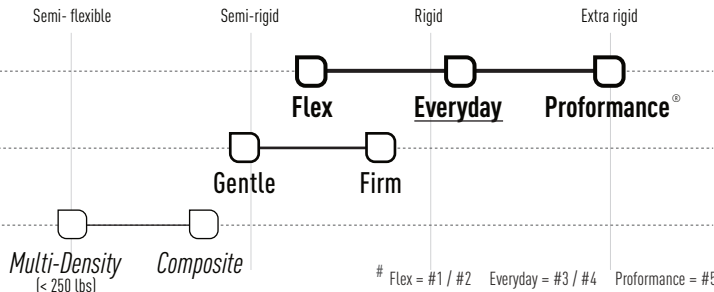 Semi- flexible Semi-rigid Rigid Extra rigid
Flex Everyday Proformance®
Gentle Firm
Multi-Density Composite
(< 250 lbs)
# Flex = #1 / #2 Everyday = #3 / #4 Proformance = #5